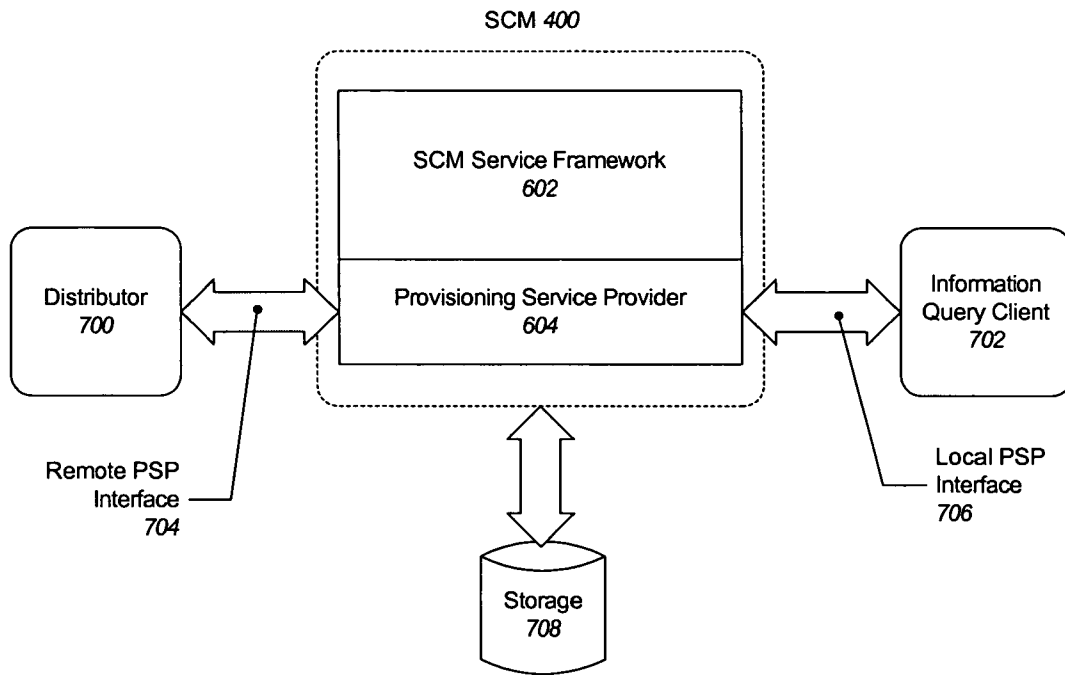 SCM 400
SCM Service Framework
602
Distributor
700
Provisioning Service Provider
604
Information
Query Client
702
Remote PSP
Interface
704
Local PSP
Interface
706
Storage
708